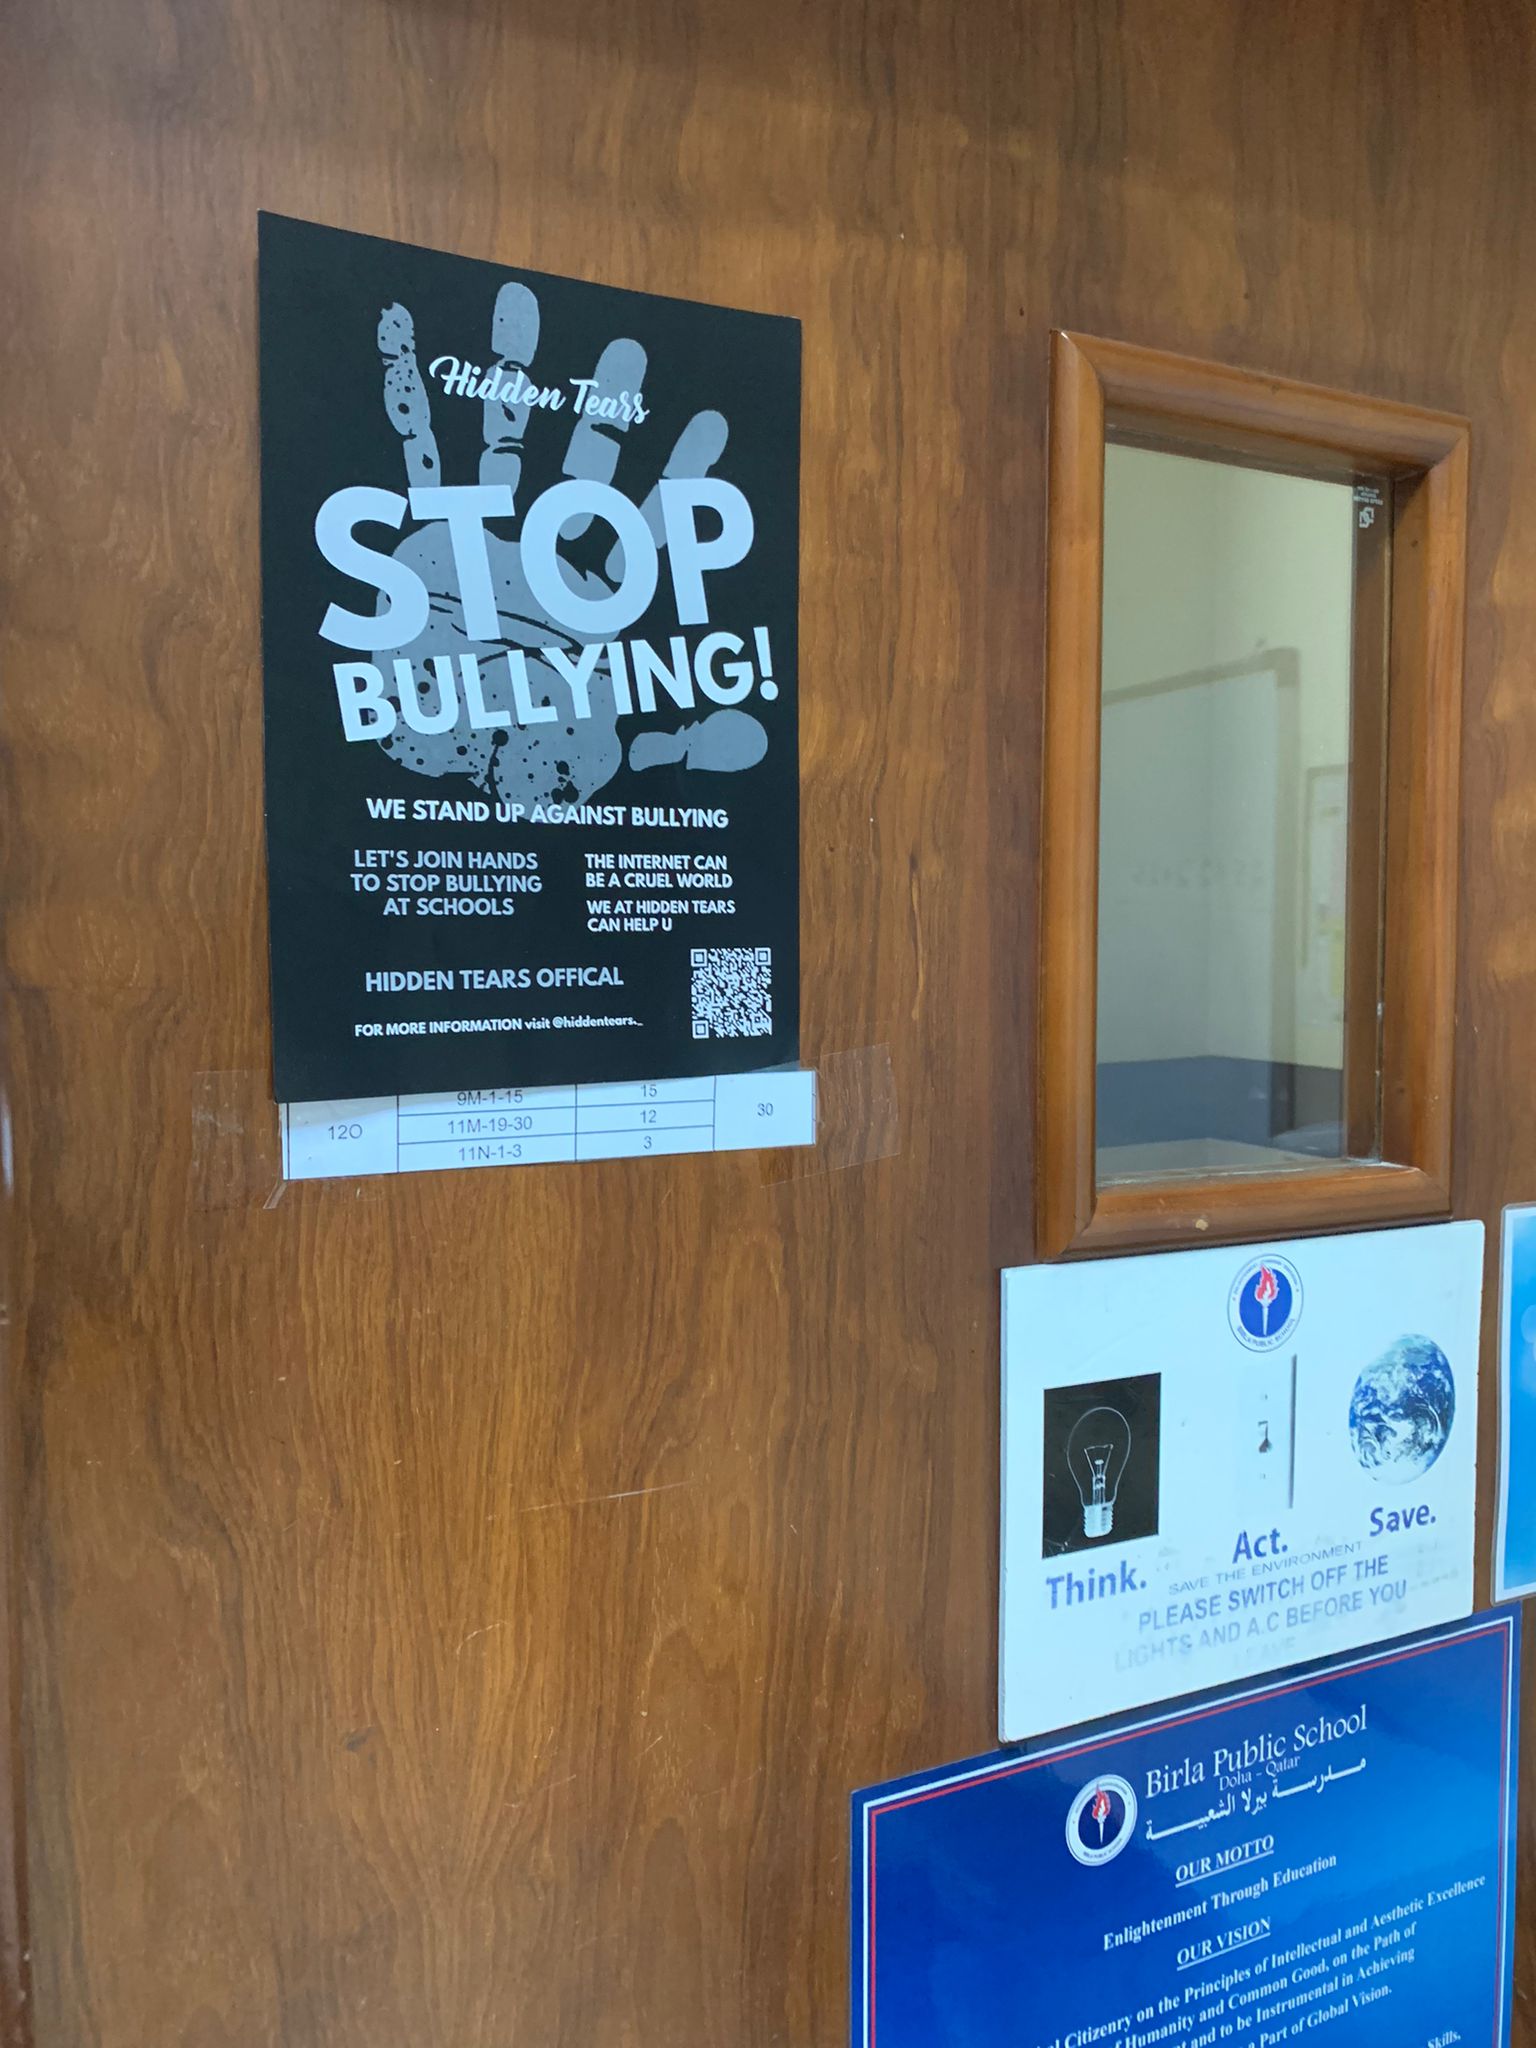 Hidden Tears
STOP
BULLYING!
WE STAND UP AGAINST BULLYING
LET'S JOIN HANDS
TO STOP BULLYING
AT SCHOOLS
THE INTERNET CAN
BE A CRUEL WORLD
WE AT HIDDEN TEARS
CAN HELP U
HIDDEN TEARS OFFICAL
FOR MORE INFORMATION visit @hiddentears._
12O
9M-1-15
15
11M-19-30
12
11N-1-3
3
30
BIRLA PUBLIC SCHOOL
Think.
Act.
Save.
SAVE THE ENVIRONMENT
PLEASE SWITCH OFF THE
LIGHTS AND A.C BEFORE YOU
LEAVE
Birla Public School
Doha - Qatar
مدرسة بيرلا الشعبية
OUR MOTTO
Enlightenment Through Education
OUR VISION
Citizenry on the Principles of Intellectual and Aesthetic Excellence
of Humanity and Common Good, on the Path of
and to be Instrumental in Achieving
a Part of Global Vision.
Skills,